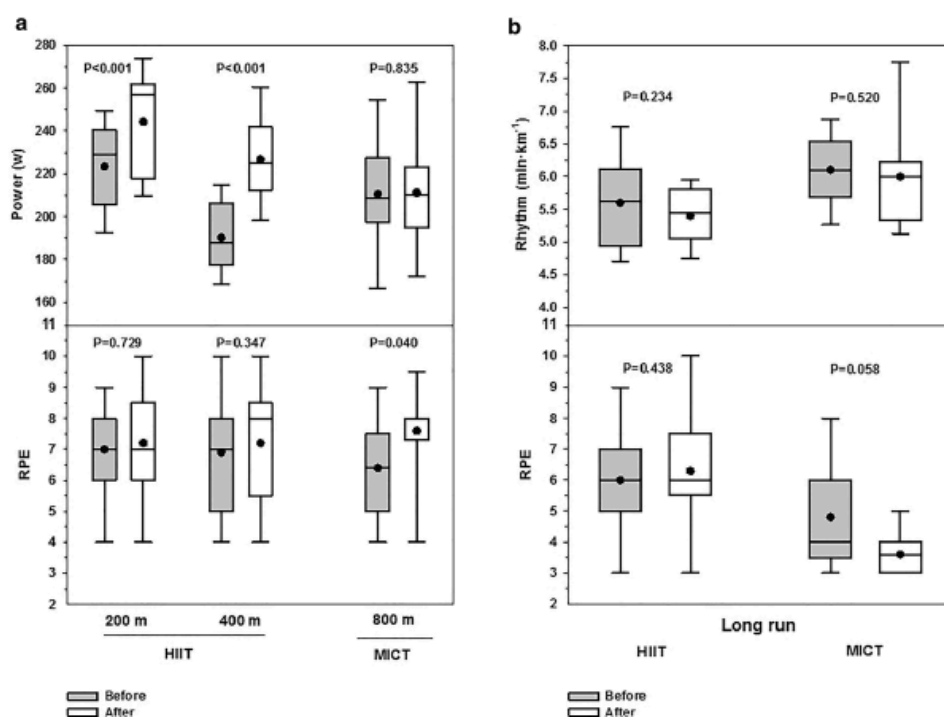 a
280
260
240
220
200
180
160
Power (w)
P<0.001
P<0.001
P=0.835
11
10
9
8
7
6
5
4
3
2
RPE
P=0.729
P=0.347
P=0.040
200 m
400 m
800 m
HIIT
MICT
Before
After
b
8.0
7.5
7.0
6.5
6.0
5.5
5.0
4.5
4.0
Rhythm (min·km⁻¹)
P=0.234
P=0.520
11
10
9
8
7
6
5
4
3
2
RPE
P=0.438
P=0.058
Long run
HIIT
MICT
Before
After